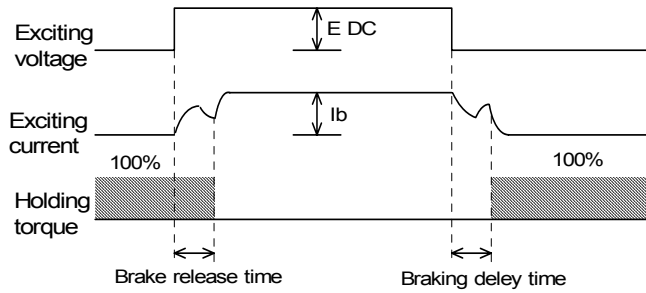 E DC
Exciting
voltage
Exciting
current
Ib
100%
100%
Holding
torque
Brake release time
Braking deley time